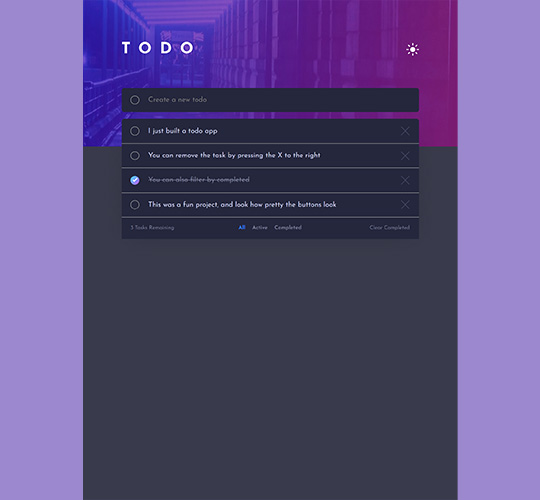 TODO
Create a new todo
I just built a todo app
You can remove the task by pressing the X to the right
You can also filter by completed
This was a fun project, and look how pretty the buttons look
3 Tasks Remaining All Active Completed Clear Completed